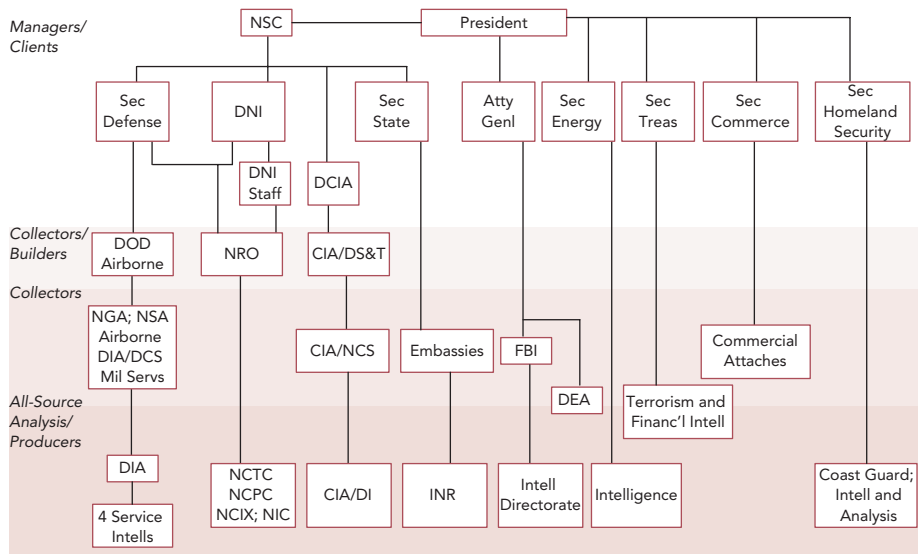 Managers/
Clients
NSC
President
Sec
Defense
DNI
Sec
State
Atty
Genl
Sec
Energy
Sec
Treas
Sec
Commerce
Sec
Homeland
Security
DNI
Staff
DCIA
Collectors/
Builders
DOD
Airborne
NRO
CIA/DS&T
Collectors
NGA; NSA
Airborne
DIA/DCS
Mil Servs
CIA/NCS
Embassies
FBI
Commercial
Attaches
DEA
Terrorism and
Financ'l Intell
All-Source
Analysis/
Producers
DIA
4 Service
Intells
NCTC
NCPC
NCIX; NIC
CIA/DI
INR
Intell
Directorate
Intelligence
Coast Guard;
Intell and
Analysis